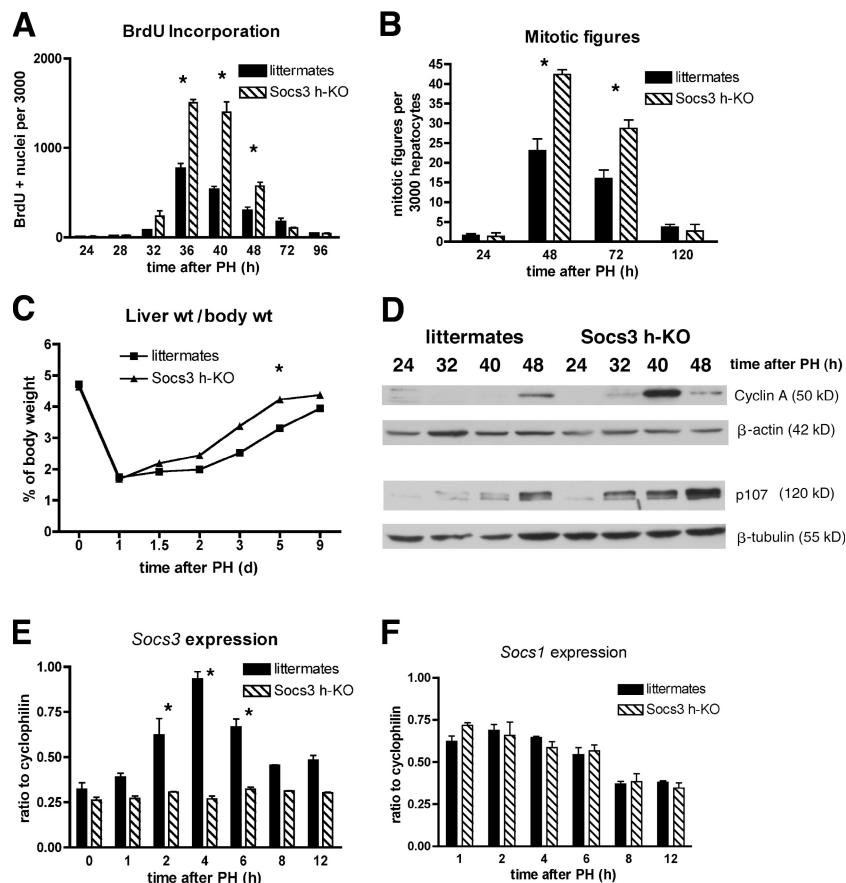 A
BrdU Incorporation
BrdU + nuclei per 3000
2000
1000
0
littermates
Socs3 h-KO
* * *
24 28 32 36 40 48 72 96
time after PH (h)
B
Mitotic figures
mitotic figures per
3000 hepatocytes
45
40
35
30
25
20
15
10
5
0
littermates
Socs3 h-KO
* *
24 48 72 120
time after PH (h)
C
Liver wt / body wt
% of body weight
6
5
4
3
2
1
0
littermates
Socs3 h-KO
*
0 1 1.5 2 3 5 9
time after PH (d)
D
littermates Socs3 h-KO
24 32 40 48 24 32 40 48 time after PH (h)
Cyclin A (50 kD)
β-actin (42 kD)
p107 (120 kD)
β-tubulin (55 kD)
E
Socs3 expression
ratio to cyclophilin
1.00
0.75
0.50
0.25
0.00
littermates
Socs3 h-KO
* * *
0 1 2 4 6 8 12
time after PH (h)
F
Socs1 expression
ratio to cyclophilin
1.00
0.75
0.50
0.25
0.00
littermates
Socs3 h-KO
1 2 4 6 8 12
time after PH (h)